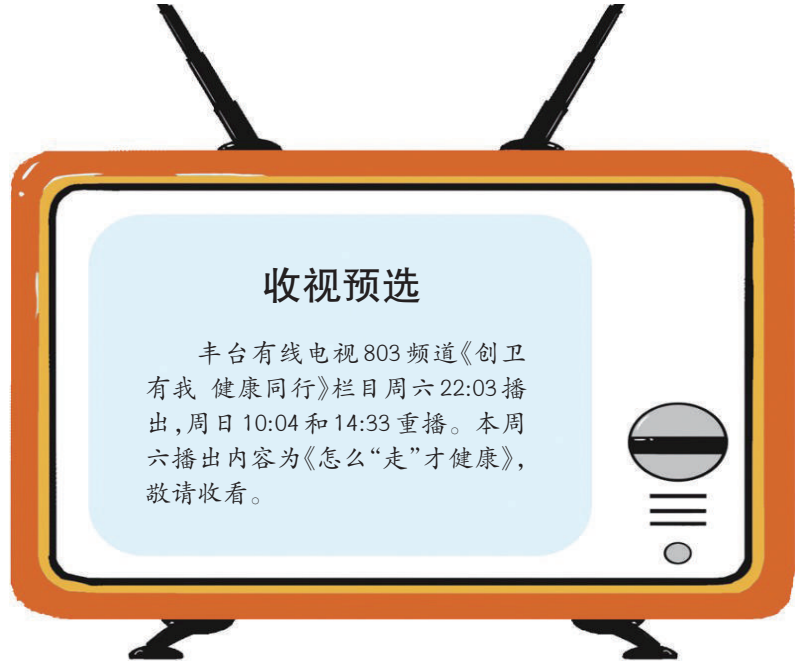 收视预选
丰台有线电视803频道《创卫
有我 健康同行》栏目周六22:03播
出,周日10:04和14:33重播。本周
六播出内容为《怎么“走”才健康》,
敬请收看。